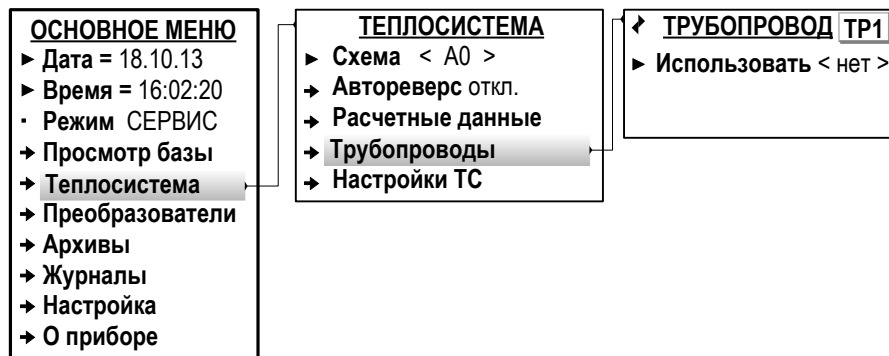 ОСНОВНОЕ МЕНЮ
Дата = 18.10.13
Время = 16:02:20
Режим СЕРВИС
Просмотр базы
Теплосистема
Преобразователи
Архивы
Журналы
Настройка
О приборе
ТЕПЛОСИСТЕМА
Схема < А0 >
Автореверс откл.
Расчетные данные
Трубопроводы
Настройки ТС
ТРУБОПРОВОД ТР1
Использовать < нет >